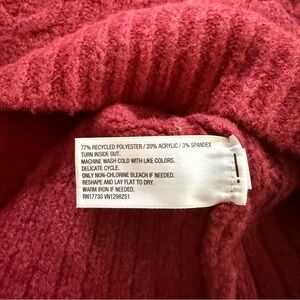 77% RECYCLED POLYESTER / 20% ACRYLIC / 3% SPANDEX
TURN INSIDE OUT.
MACHINE WASH COLD WITH LIKE COLORS.
DELICATE CYCLE.
ONLY NON-CHLORINE BLEACH IF NEEDED.
RESHAPE AND LAY FLAT TO DRY.
WARM IRON IF NEEDED.
RN17730 VN1298251